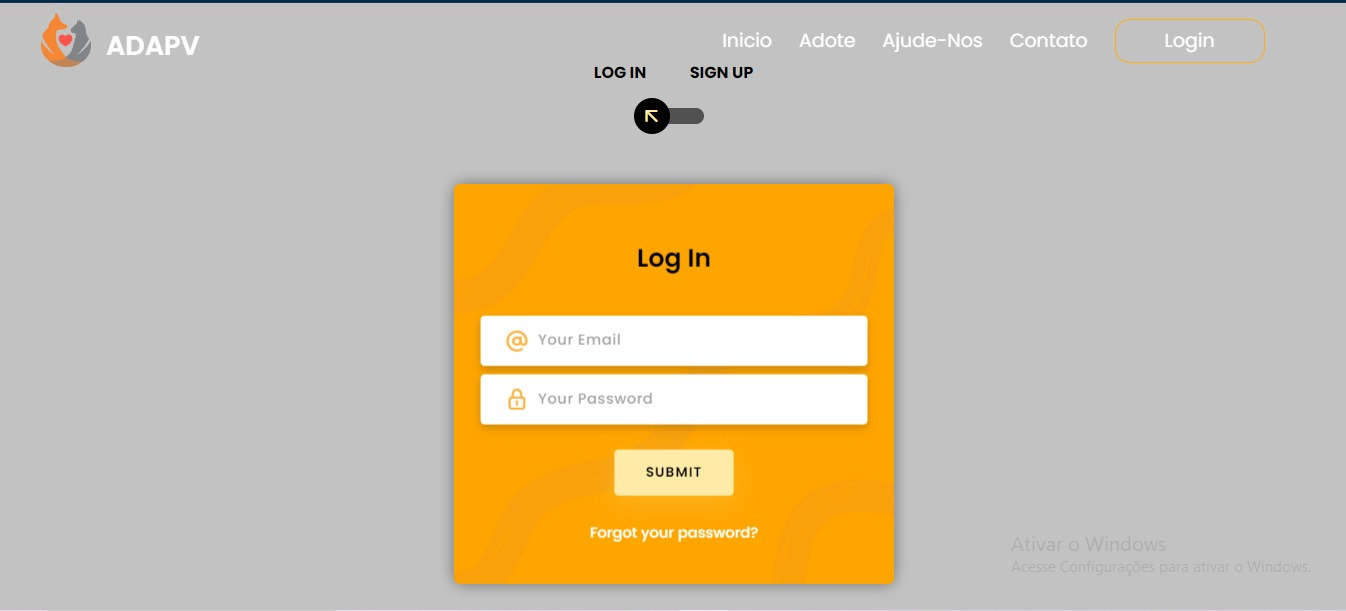 ADAPV
Inicio Adote Ajude-Nos Contato Login
LOG IN SIGN UP
Log In
@ Your Email
Your Password
SUBMIT
Forgot your password?
Ativar o Windows
Acesse Configurações para ativar o Windows.